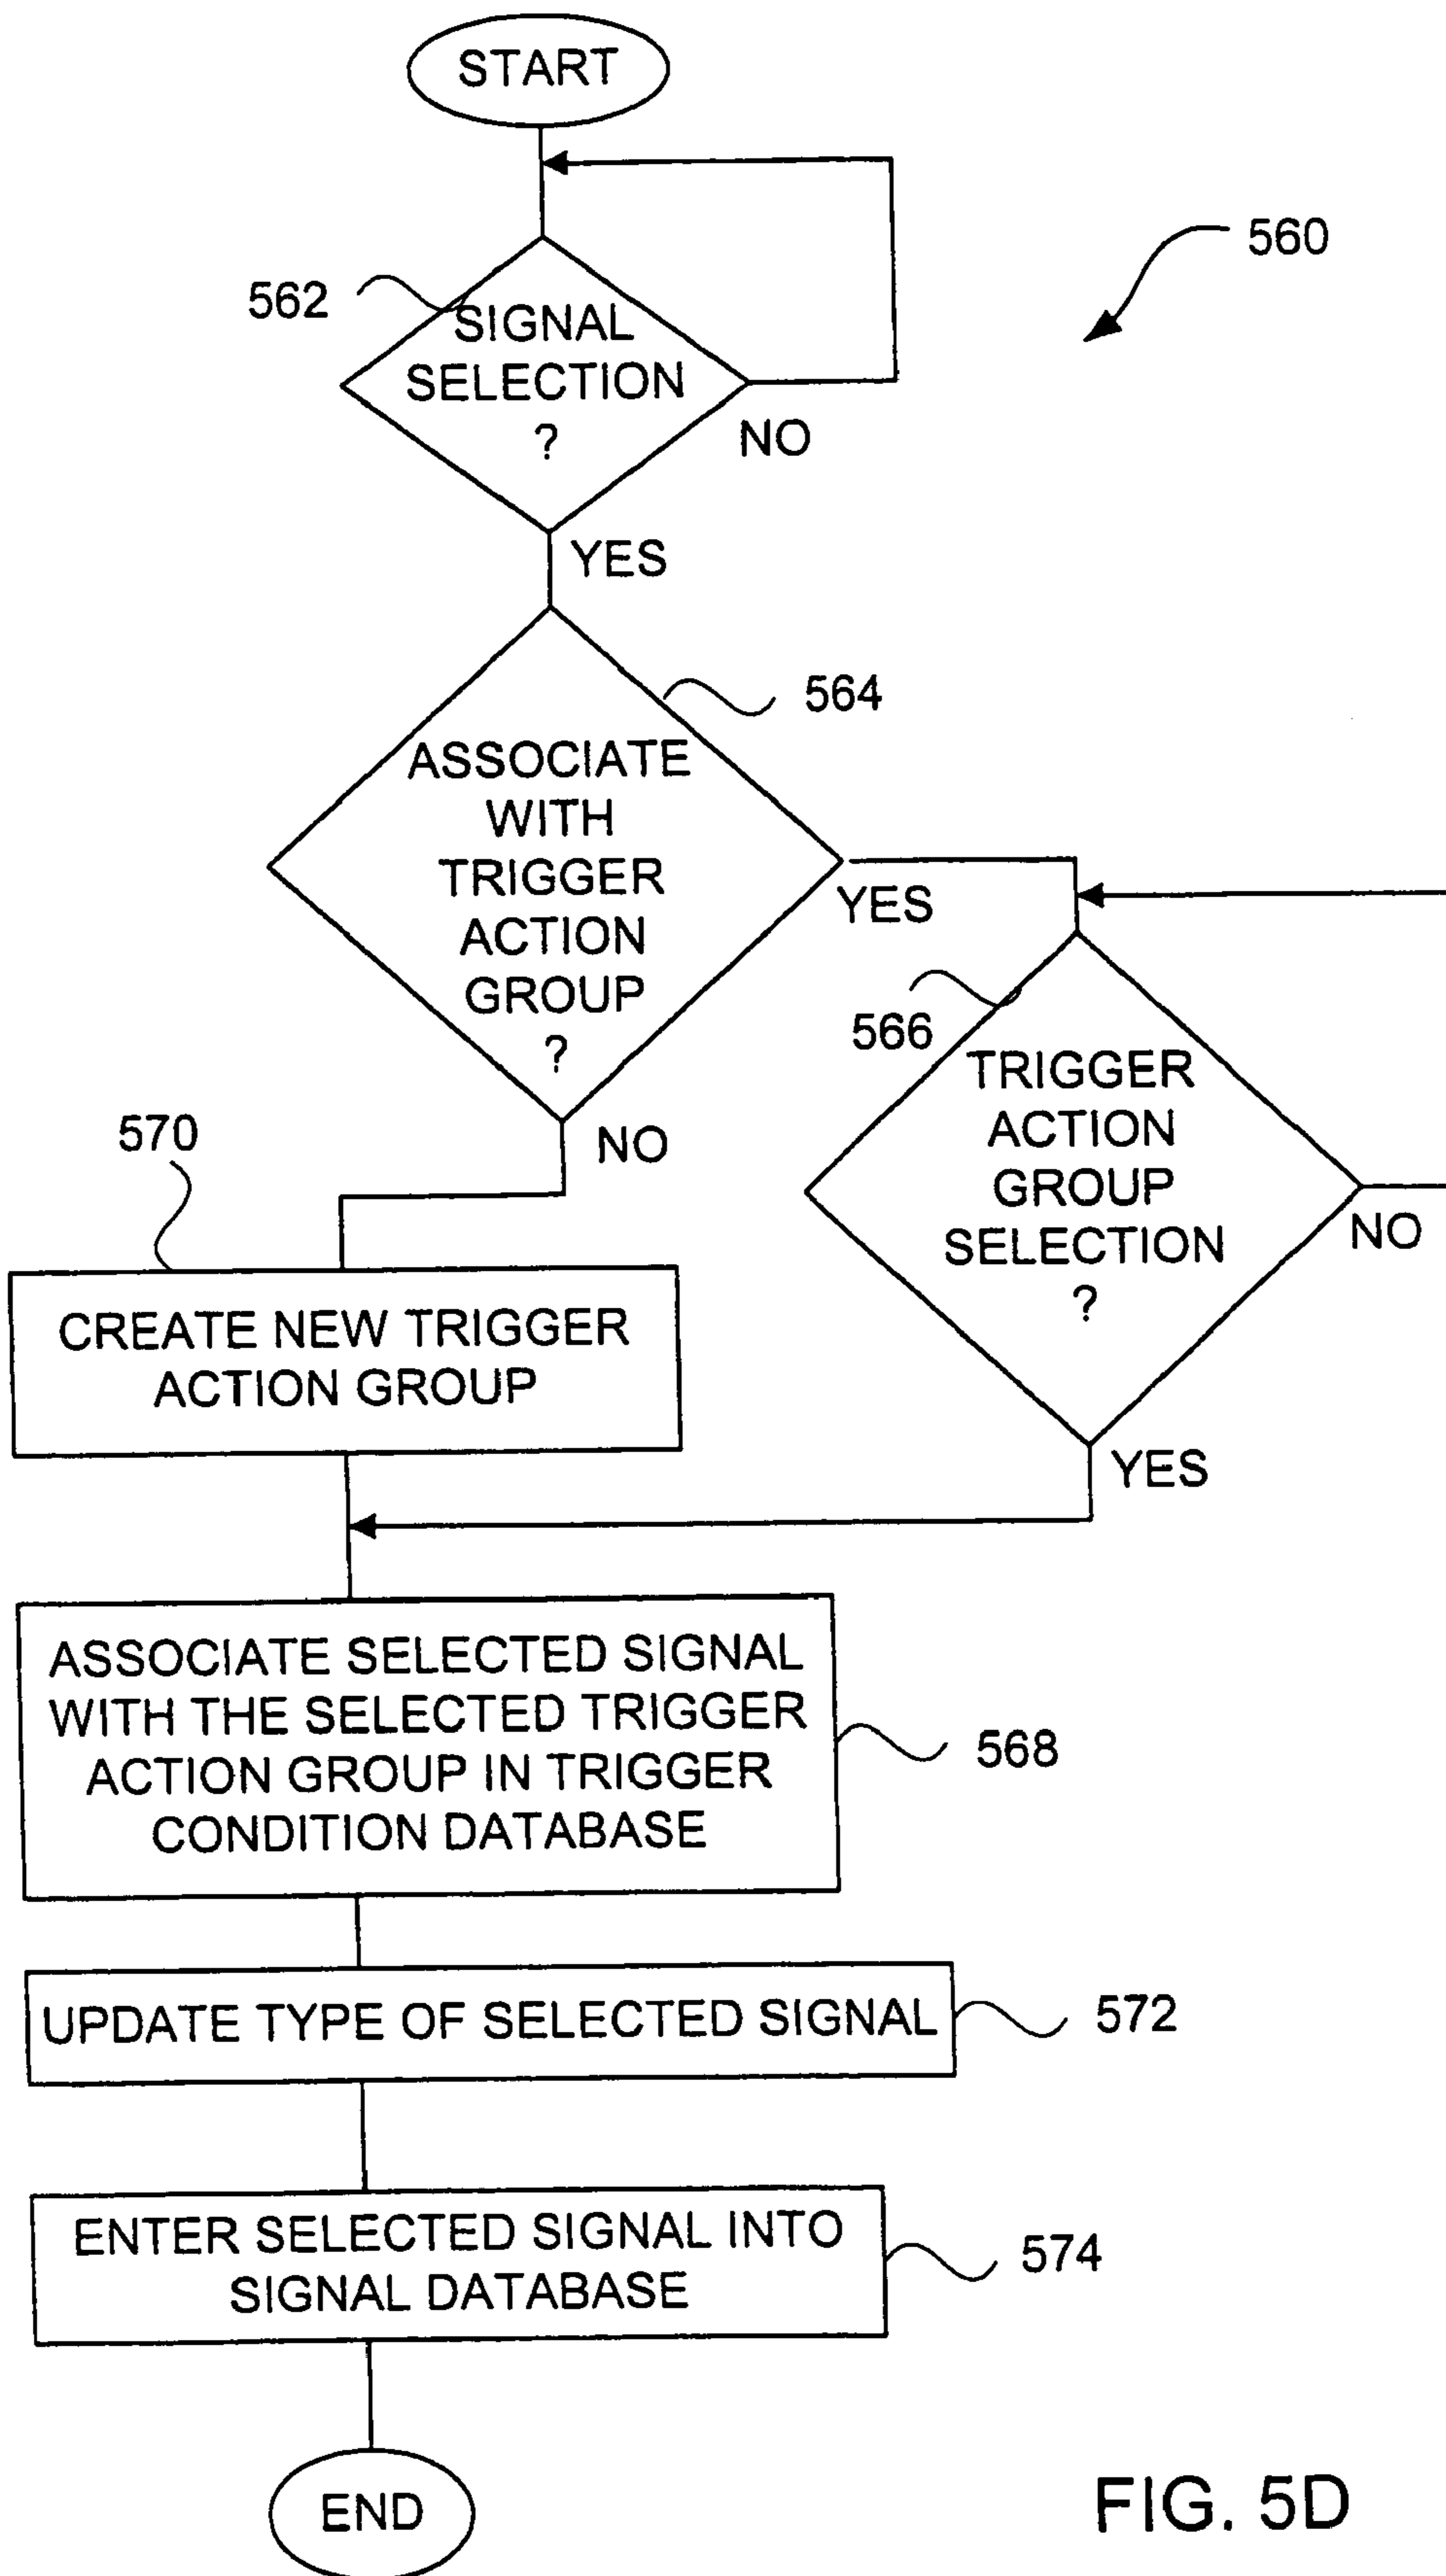 START
560
562
SIGNAL
SELECTION
?
NO
YES
564
ASSOCIATE
WITH
TRIGGER
ACTION
GROUP
?
YES
566
TRIGGER
ACTION
GROUP
SELECTION
?
NO
570
NO
CREATE NEW TRIGGER
ACTION GROUP
YES
ASSOCIATE SELECTED SIGNAL
WITH THE SELECTED TRIGGER
ACTION GROUP IN TRIGGER
CONDITION DATABASE
568
UPDATE TYPE OF SELECTED SIGNAL
572
ENTER SELECTED SIGNAL INTO
SIGNAL DATABASE
574
END
FIG. 5D